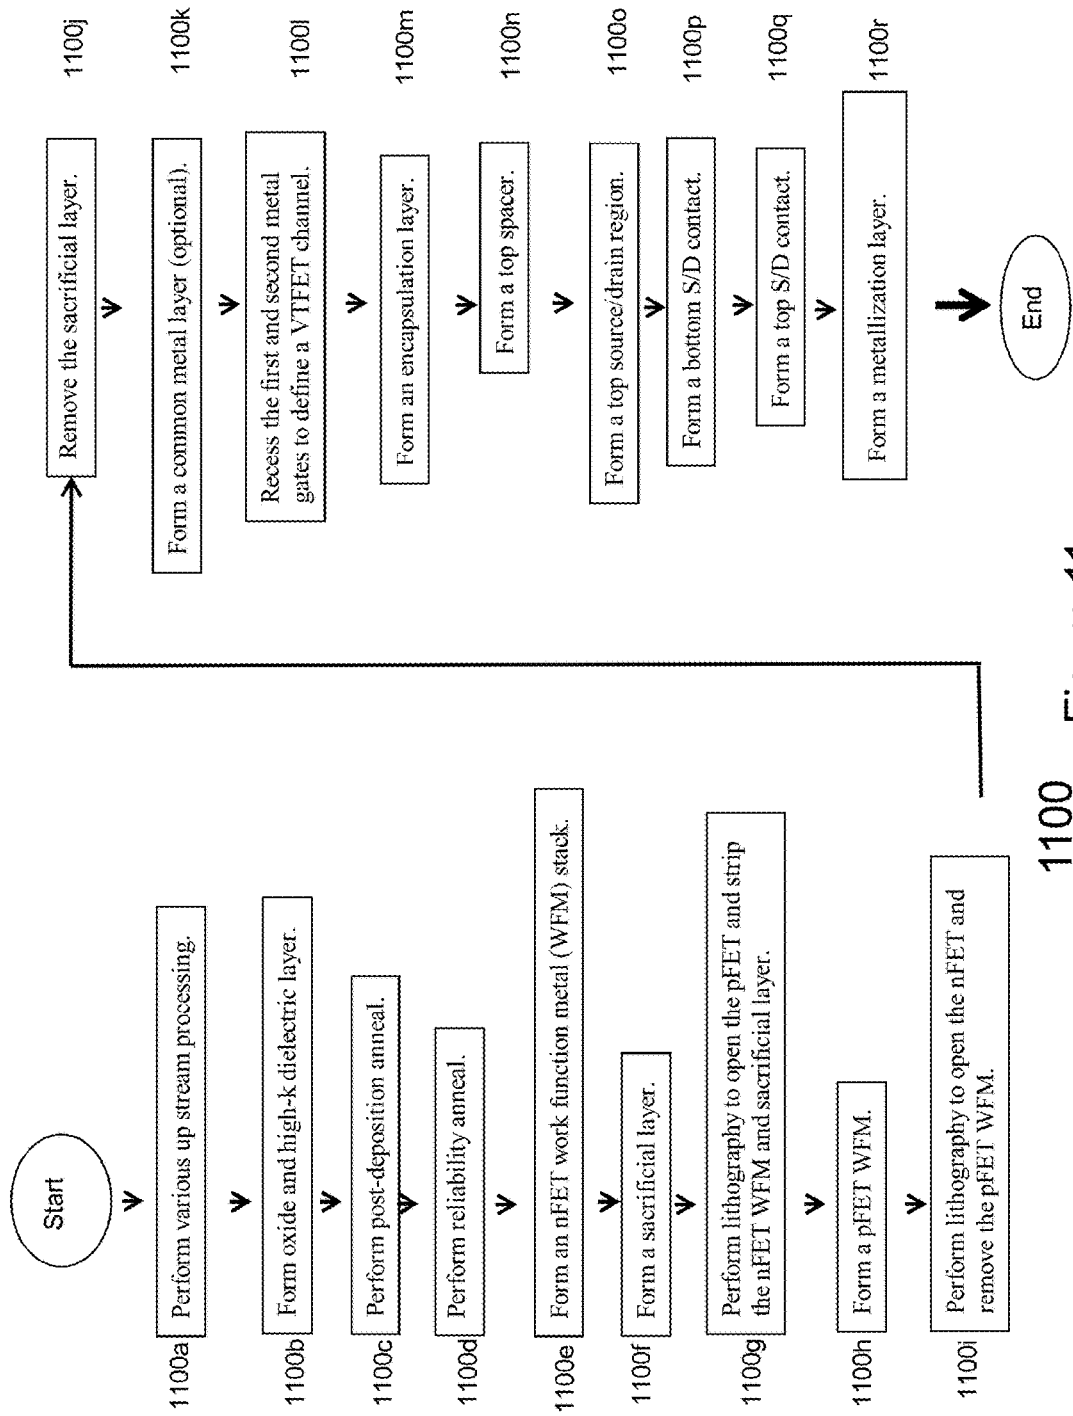 Start
1100a
Perform various up stream processing.
1100b
Form oxide and high-k dielectric layer.
1100c
Perform post-deposition anneal.
1100d
Perform reliability anneal.
1100e
Form an nFET work function metal (WFM) stack.
1100f
Form a sacrificial layer.
1100g
Perform lithography to open the pFET and strip
the nFET WFM and sacrificial layer.
1100h
Form a pFET WFM.
1100i
Perform lithography to open the nFET and
remove the pFET WFM.
Remove the sacrificial layer.
1100j
Form a common metal layer (optional).
1100k
Recess the first and second metal
gates to define a VTFET channel.
1100l
Form an encapsulation layer.
1100m
Form a top spacer.
1100n
Form a top source/drain region.
1100o
Form a bottom S/D contact.
1100p
Form a top S/D contact.
1100q
Form a metallization layer.
1100r
End
1100